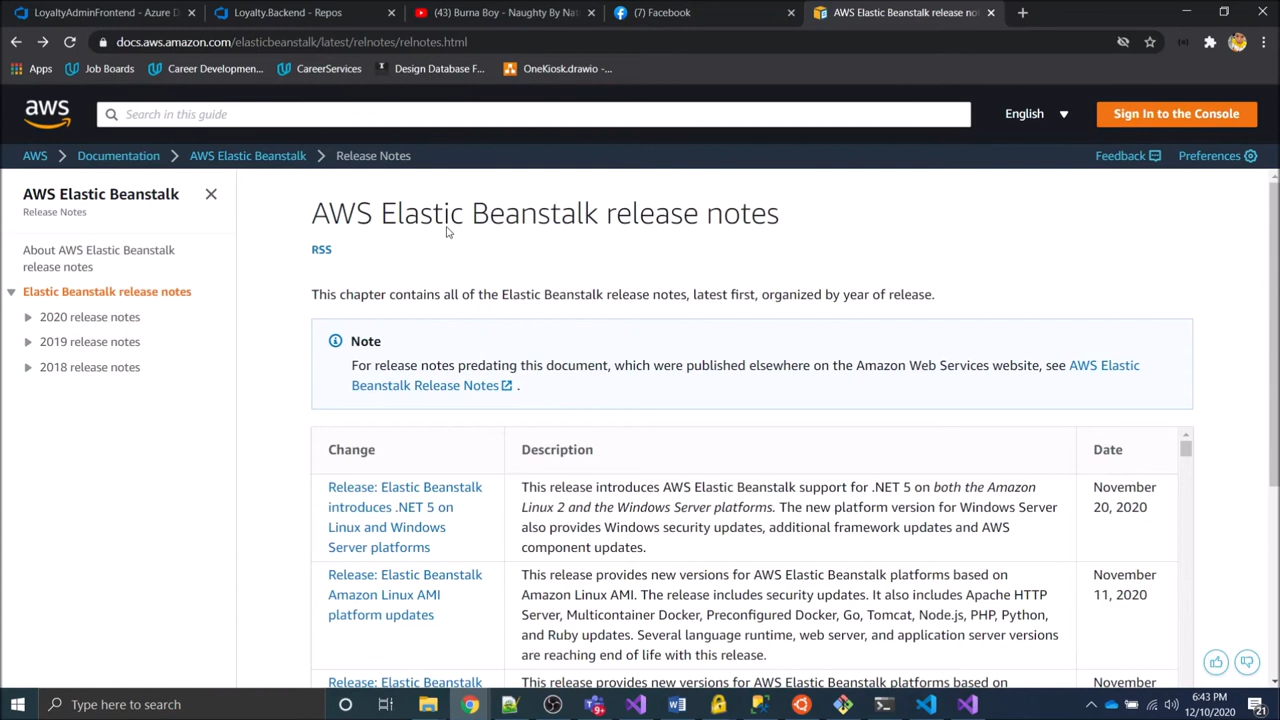 LoyaltyAdminFrontend - Azure D
Loyalty.Backend - Repos
(43) Burna Boy - Naughty By Nat
(7) Facebook
AWS Elastic Beanstalk release no
docs.aws.amazon.com/elasticbeanstalk/latest/relnotes/relnotes.html
Apps
Job Boards
Career Developmen...
CareerServices
Design Database F...
OneKiosk.drawio -...
aws
Search in this guide
English
Sign In to the Console
AWS
Documentation
AWS Elastic Beanstalk
Release Notes
Feedback
Preferences
AWS Elastic Beanstalk
Release Notes
About AWS Elastic Beanstalk
release notes
Elastic Beanstalk release notes
2020 release notes
2019 release notes
2018 release notes
AWS Elastic Beanstalk release notes
RSS
This chapter contains all of the Elastic Beanstalk release notes, latest first, organized by year of release.
Note
For release notes predating this document, which were published elsewhere on the Amazon Web Services website, see AWS Elastic
Beanstalk Release Notes .
Change
Description
Date
Release: Elastic Beanstalk
introduces .NET 5 on
Linux and Windows
Server platforms
This release introduces AWS Elastic Beanstalk support for .NET 5 on both the Amazon
Linux 2 and the Windows Server platforms. The new platform version for Windows Server
also provides Windows security updates, additional framework updates and AWS
component updates.
November
20, 2020
Release: Elastic Beanstalk
Amazon Linux AMI
platform updates
This release provides new versions for AWS Elastic Beanstalk platforms based on
Amazon Linux AMI. The release includes security updates. It also includes Apache HTTP
Server, Multicontainer Docker, Preconfigured Docker, Go, Tomcat, Node.js, PHP, Python,
and Ruby updates. Several language runtime, web server, and application server versions
are reaching end of life with this release.
November
11, 2020
Release: Elastic Beanstalk
This release provides new versions for AWS Elastic Beanstalk platforms based on
November
Type here to search
6:43 PM
12/10/2020